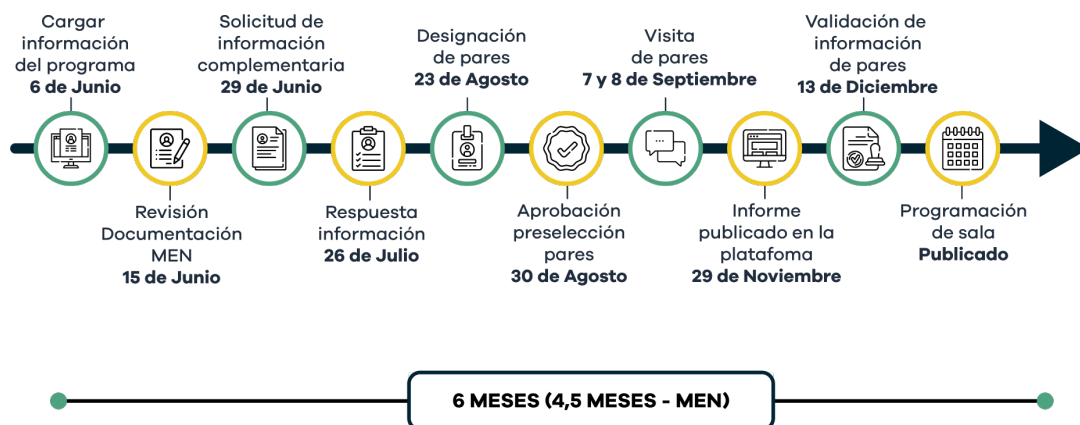 Cargar
información
del programa
6 de Junio
Revisión
Documentación
MEN
15 de Junio
Solicitud de
información
complementaria
29 de Junio
Respuesta
información
26 de Julio
Designación
de pares
23 de Agosto
Aprobación
preselección
pares
30 de Agosto
Visita
de pares
7 y 8 de Septiembre
Informe
publicado en la
platafoma
29 de Noviembre
Validación de
información
de pares
13 de Diciembre
Programación
de sala
Publicado
6 MESES (4,5 MESES - MEN)